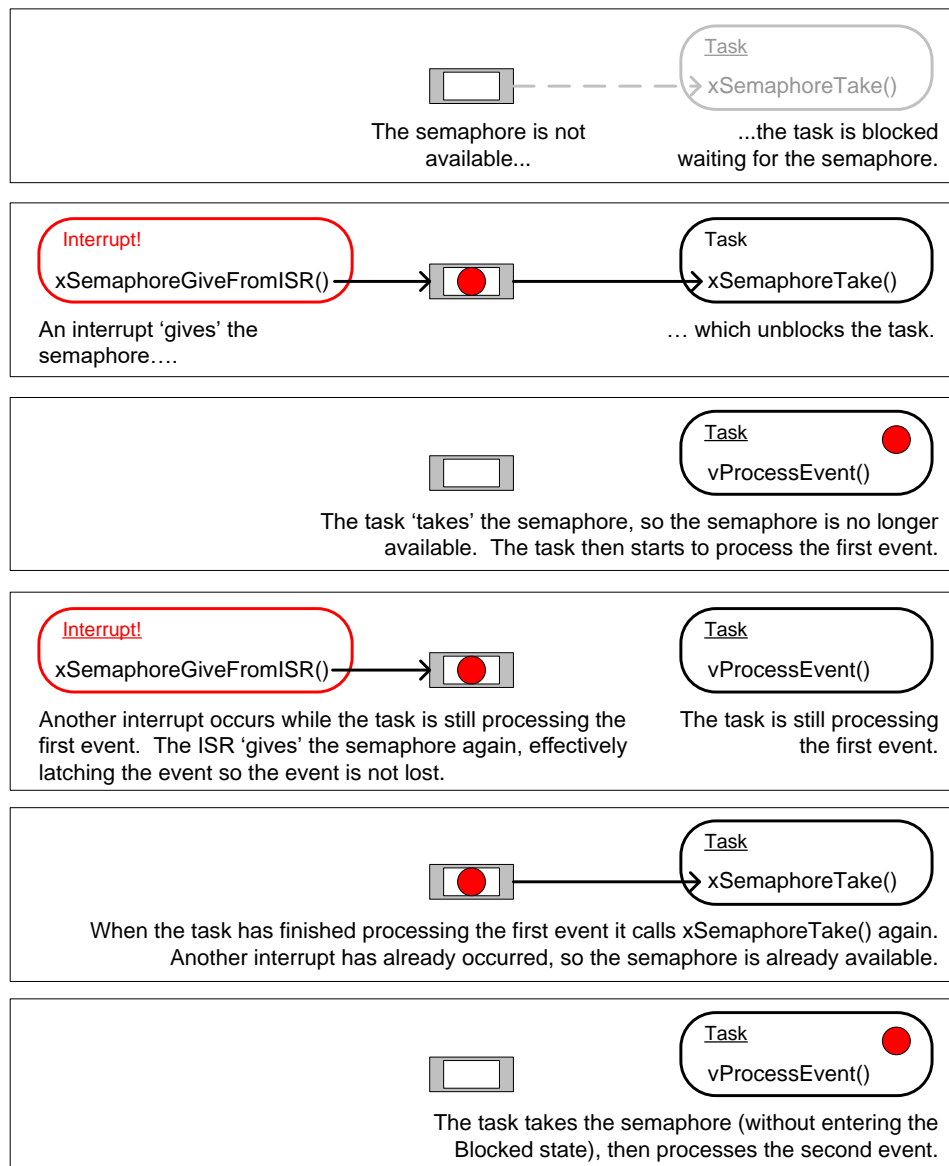 Task
xSemaphoreTake()
The semaphore is not
available...
...the task is blocked
waiting for the semaphore.
Interrupt!
xSemaphoreGiveFromISR()
Task
xSemaphoreTake()
An interrupt ‘gives’ the
semaphore….
… which unblocks the task.
Task
vProcessEvent()
The task ‘takes’ the semaphore, so the semaphore is no longer
available. The task then starts to process the first event.
Interrupt!
xSemaphoreGiveFromISR()
Task
vProcessEvent()
Another interrupt occurs while the task is still processing the
first event. The ISR ‘gives’ the semaphore again, effectively
latching the event so the event is not lost.
The task is still processing
the first event.
Task
xSemaphoreTake()
When the task has finished processing the first event it calls xSemaphoreTake() again.
Another interrupt has already occurred, so the semaphore is already available.
Task
vProcessEvent()
The task takes the semaphore (without entering the
Blocked state), then processes the second event.